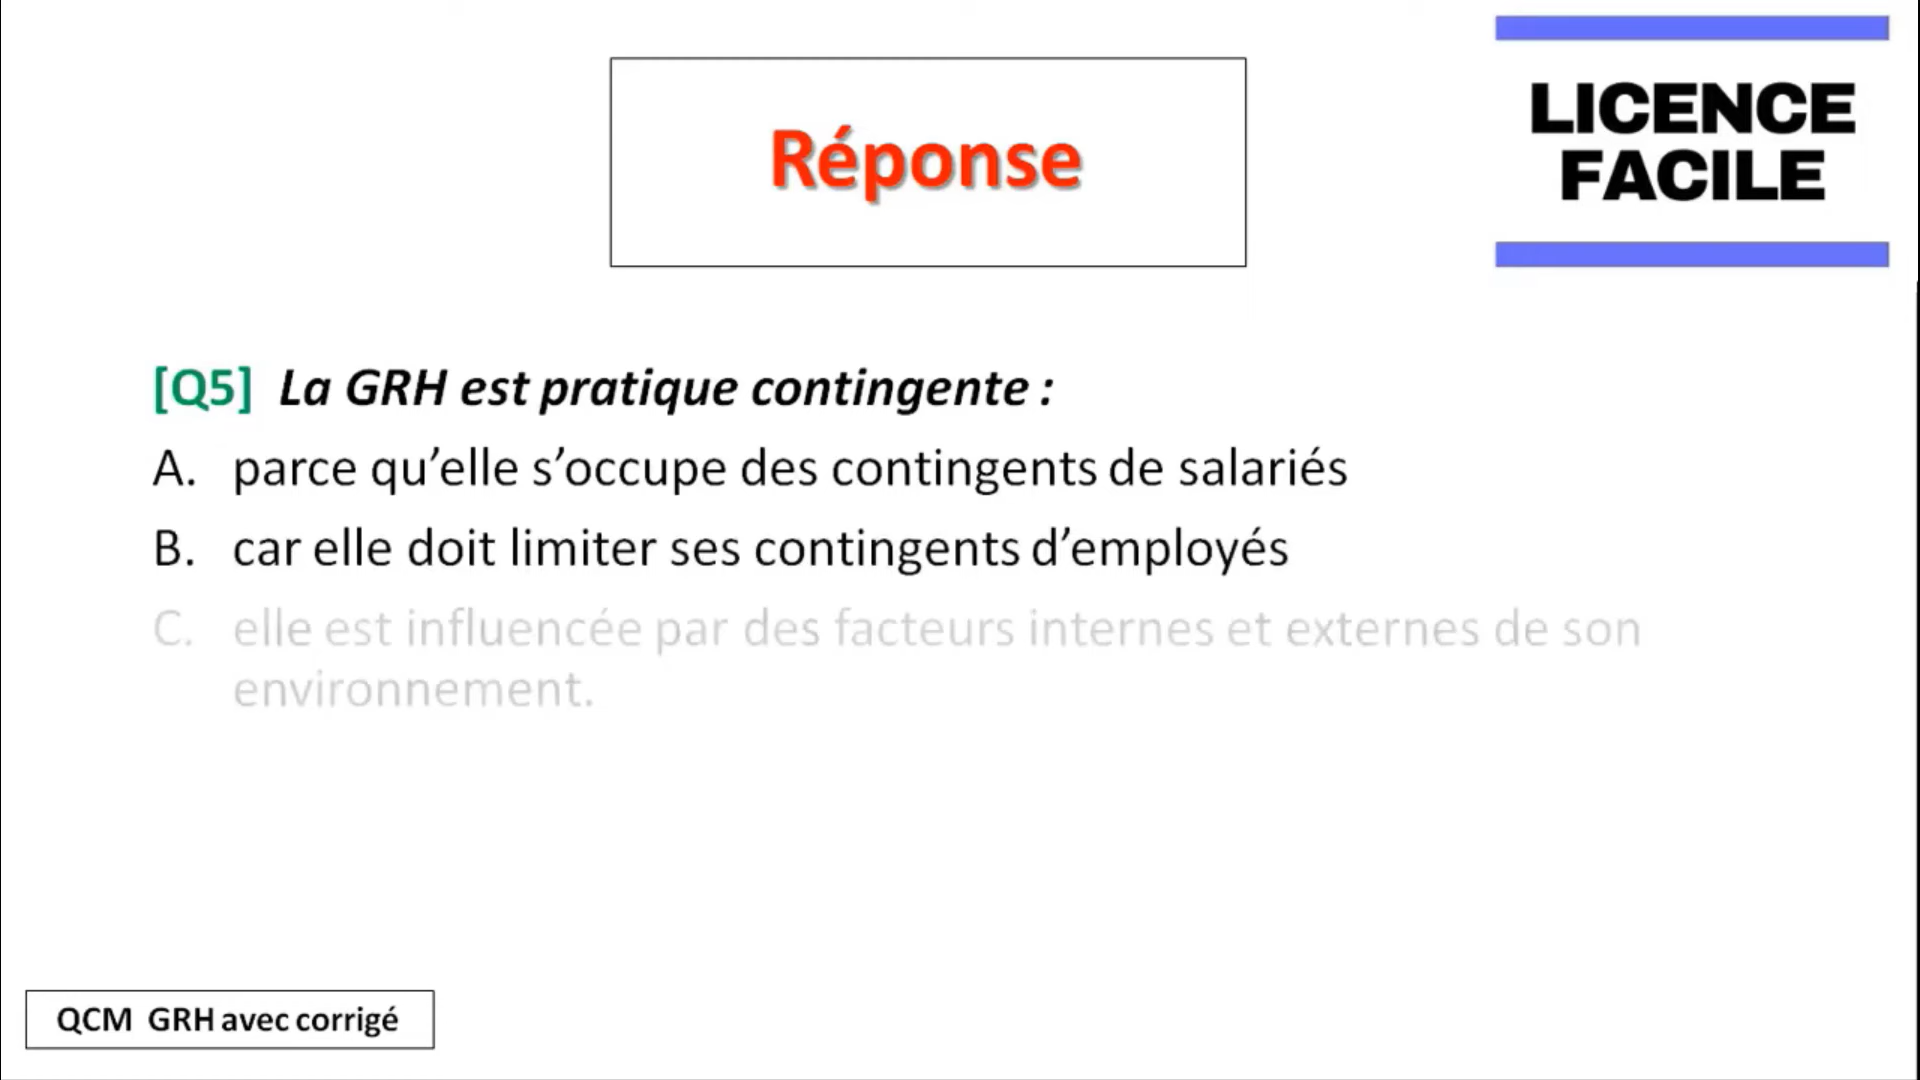 Réponse
LICENCE
FACILE
[Q5] La GRH est pratique contingente :
A. parce qu’elle s’occupe des contingents de salariés
B. car elle doit limiter ses contingents d’employés
C. elle est influencée par des facteurs internes et externes de son
environnement.
QCM GRH avec corrigé